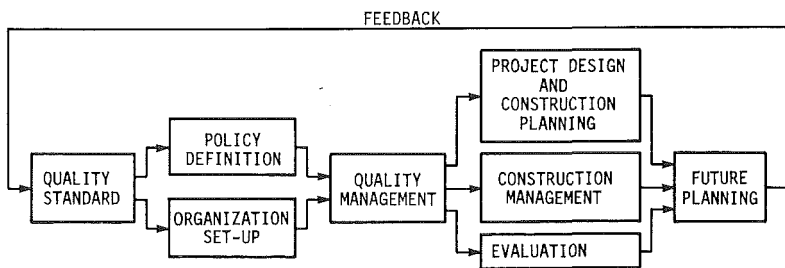 FEEDBACK
QUALITY
STANDARD
POLICY
DEFINITION
ORGANIZATION
SET-UP
QUALITY
MANAGEMENT
PROJECT DESIGN
AND
CONSTRUCTION
PLANNING
CONSTRUCTION
MANAGEMENT
EVALUATION
FUTURE
PLANNING